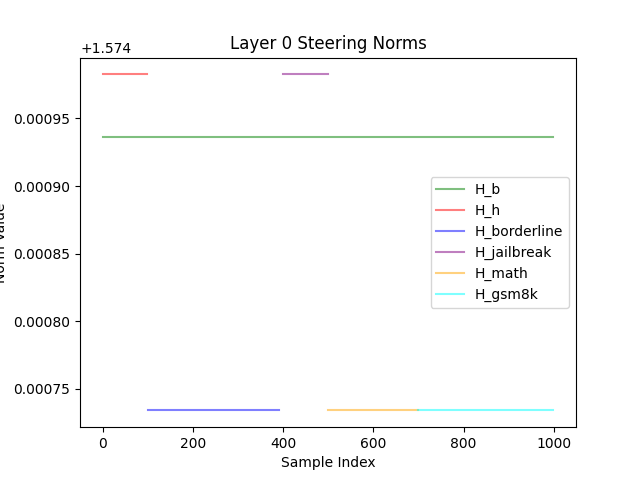 Layer 0 Steering Norms
+1.574
0.00095
0.00090
0.00085
0.00080
0.00075
H_b
H_h
H_borderline
H_jailbreak
H_math
H_gsm8k
0 200 400 600 800 1000
Sample Index
Norm Value